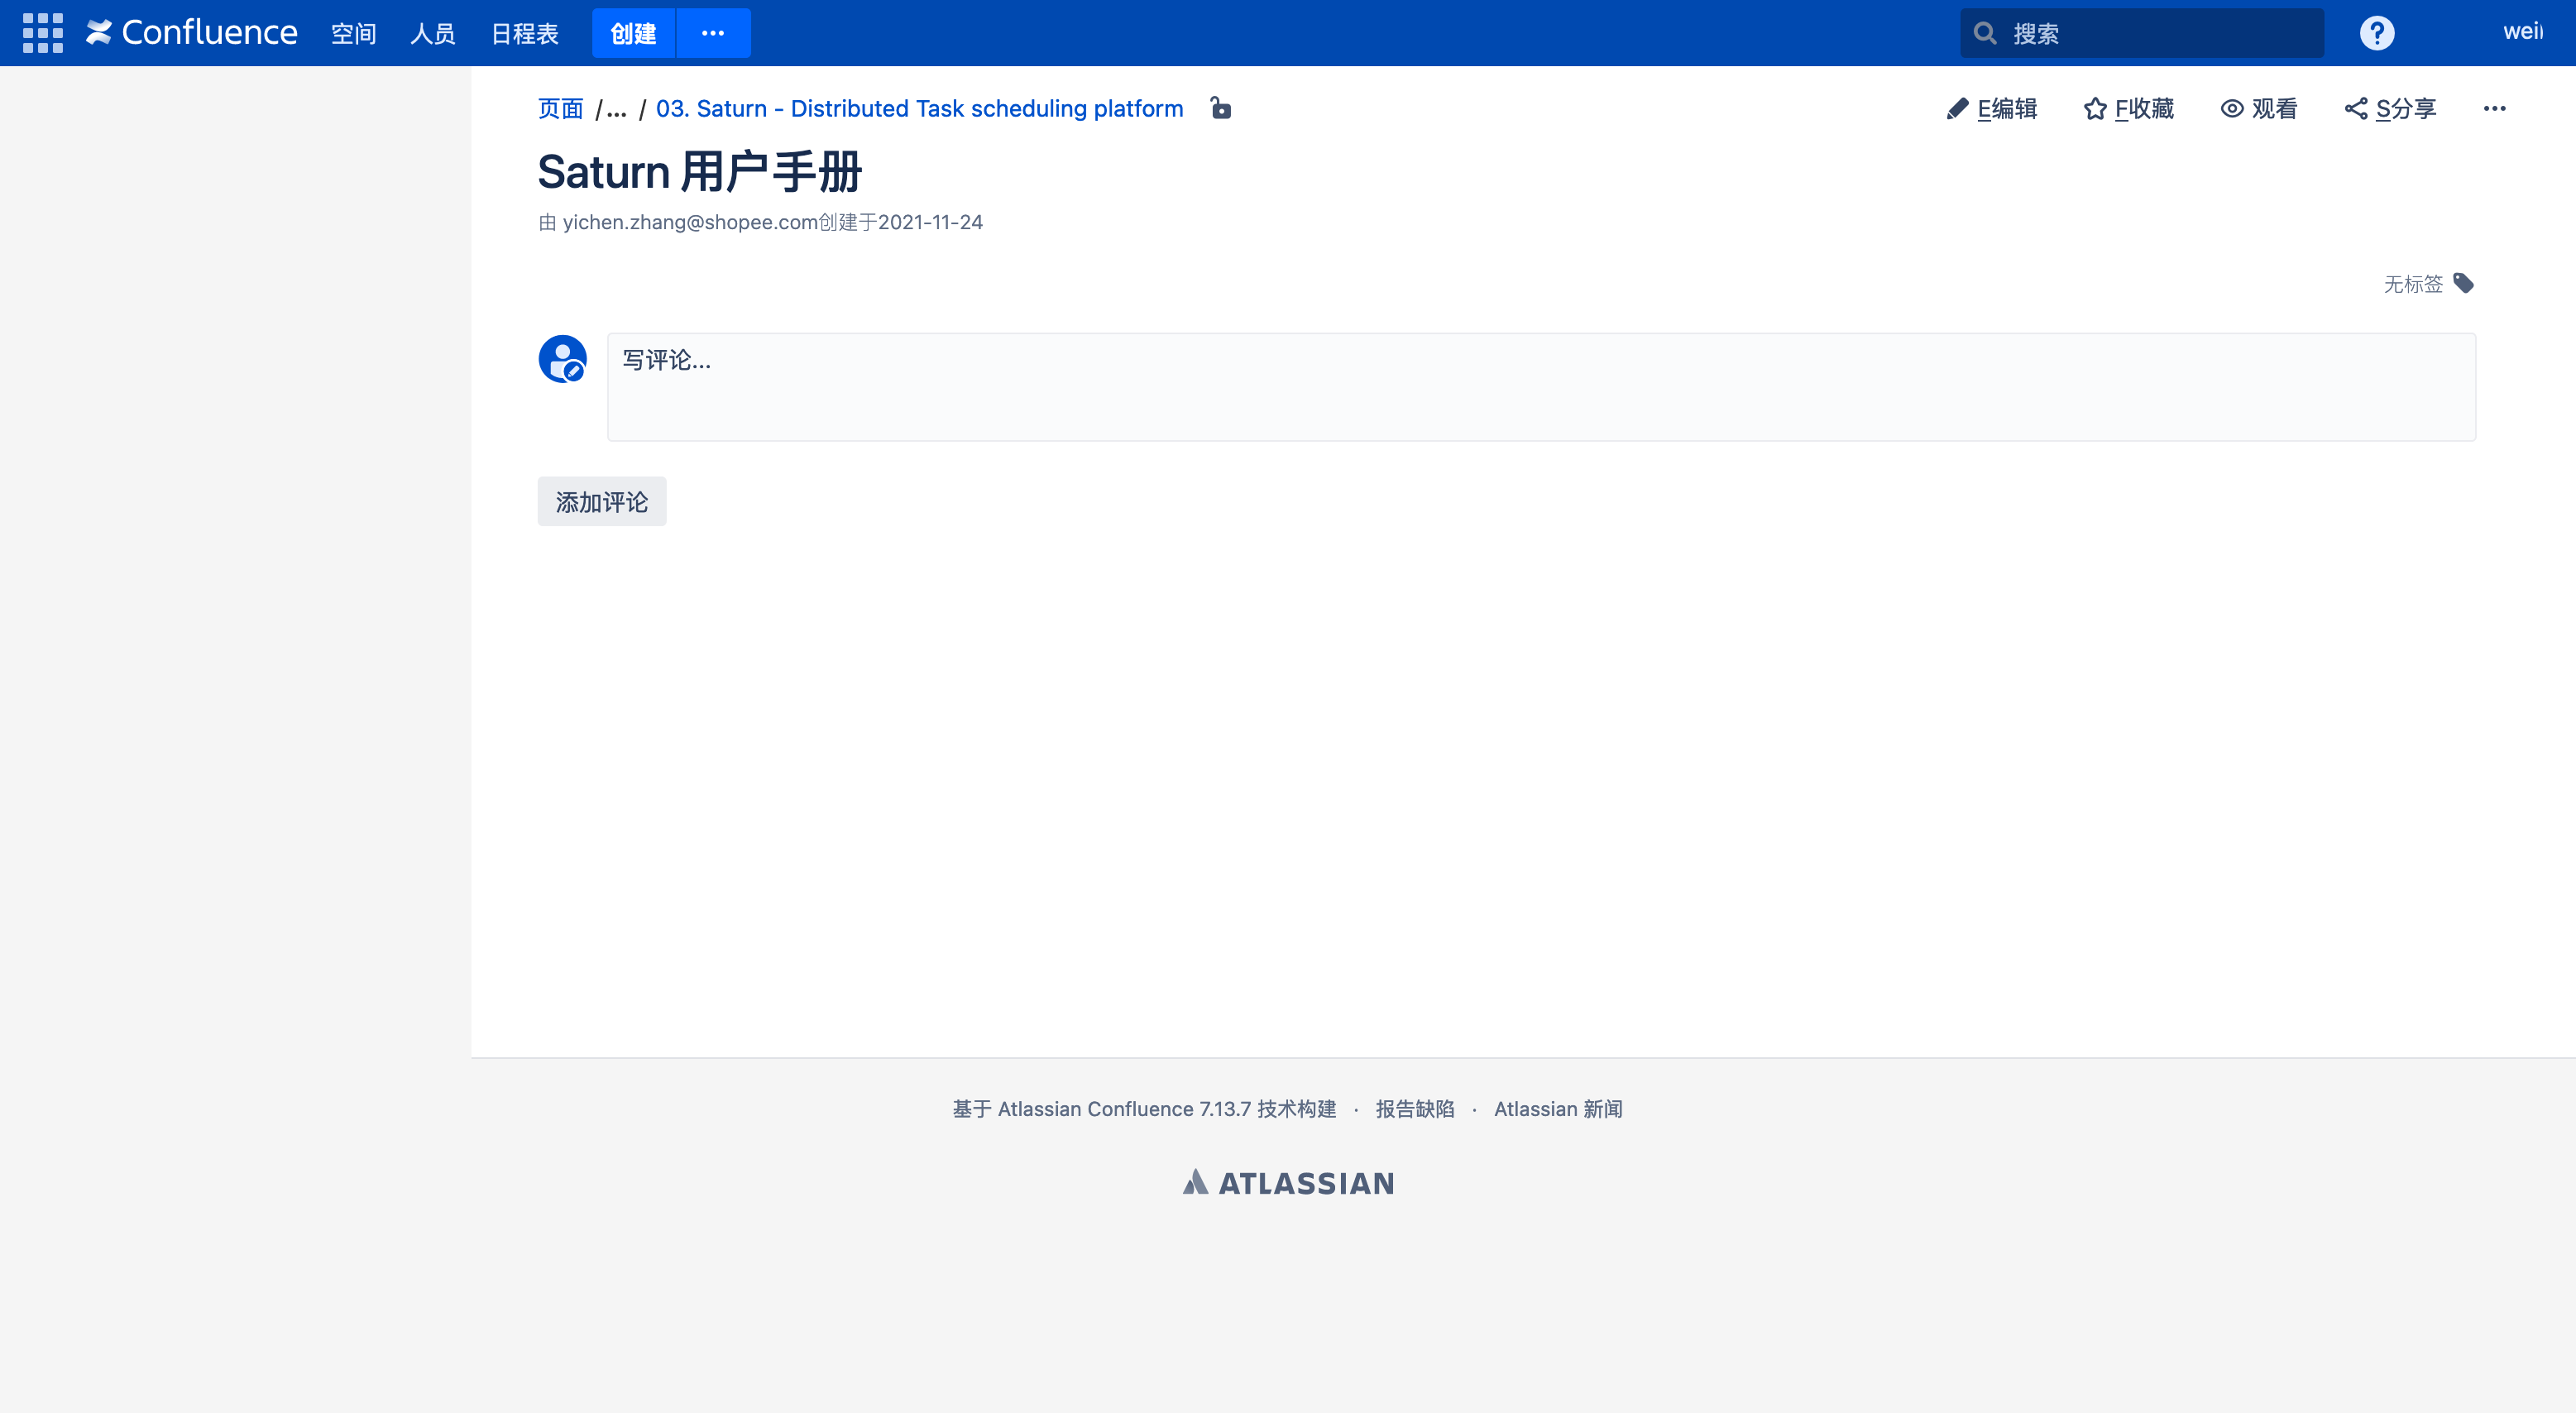 Confluence 空间 人员 日程表 创建 ··· 搜索 ? weii
页面 /... / 03. Saturn - Distributed Task scheduling platform E编辑 F收藏 观看 S分享 ···
Saturn 用户手册
由 yichen.zhang@shopee.com创建于2021-11-24
无标签
写评论...
添加评论
基于 Atlassian Confluence 7.13.7 技术构建 · 报告缺陷 · Atlassian 新闻
ATLASSIAN